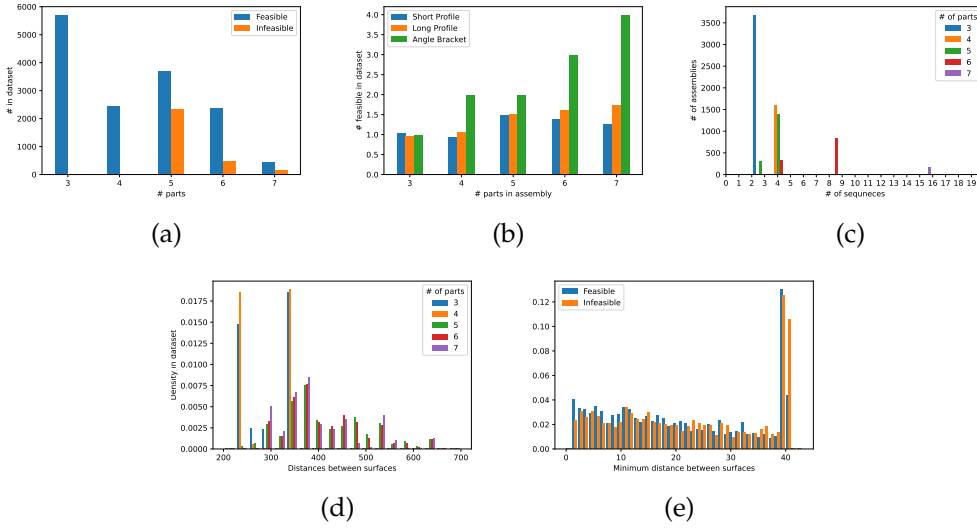 6000
5000
4000
3000
2000
1000
0
# in dataset
Feasible
Infeasible
3 4 5 6 7
# parts
(a)
4.0
3.5
3.0
2.5
2.0
1.5
1.0
0.5
0.0
# feasible in dataset
Short Profile
Long Profile
Angle Bracket
3 4 5 6 7
# parts in assembly
(b)
3500
3000
2500
2000
1500
1000
500
0
# of assemblies
# of parts
3
4
5
6
7
0 1 2 3 4 5 6 7 8 9 10 11 12 13 14 15 16 17 18 19
# of sequneces
(c)
0.0175
0.0150
0.0125
0.0100
0.0075
0.0050
0.0025
0.0000
Density in dataset
# of parts
3
4
5
6
7
200 300 400 500 600 700
Distances between surfaces
(d)
0.12
0.10
0.08
0.06
0.04
0.02
0.00
Feasible
Infeasible
0 10 20 30 40
Minimum distance between surfaces
(e)